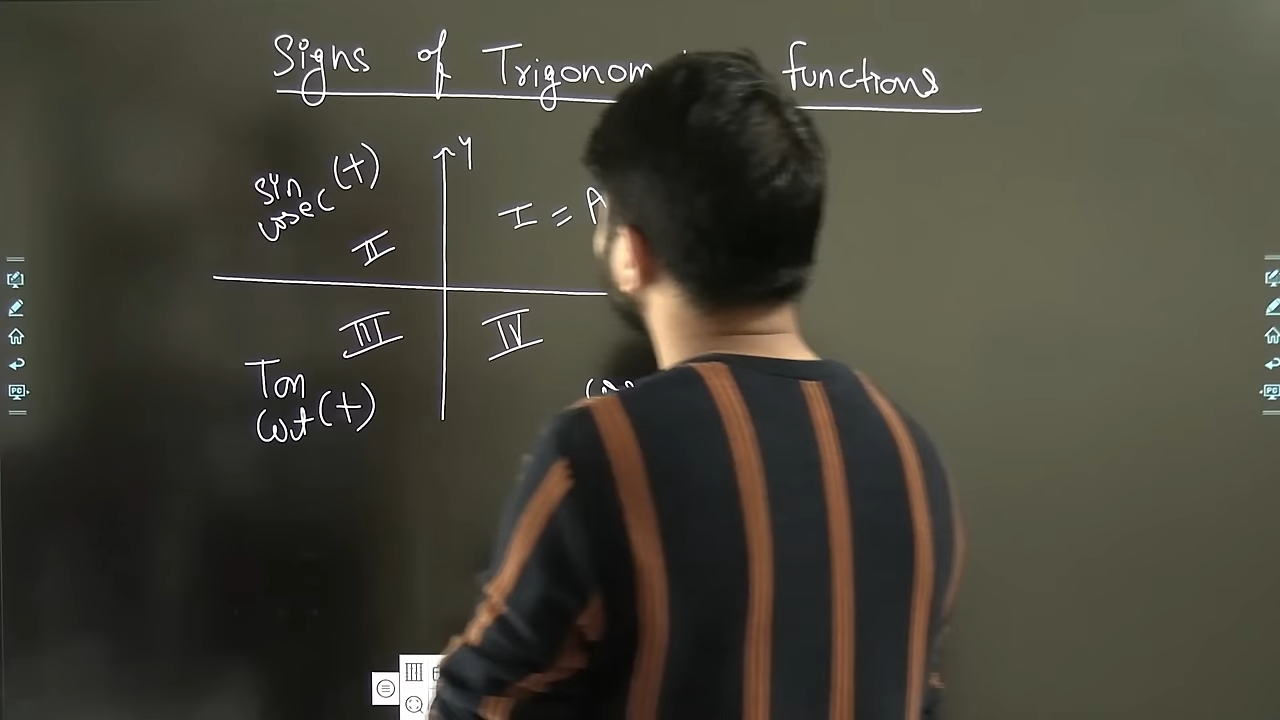 Signs of Trigonom functions
sin (+) Y
cosec I = A
II
III IV
Tan
Cot (+)